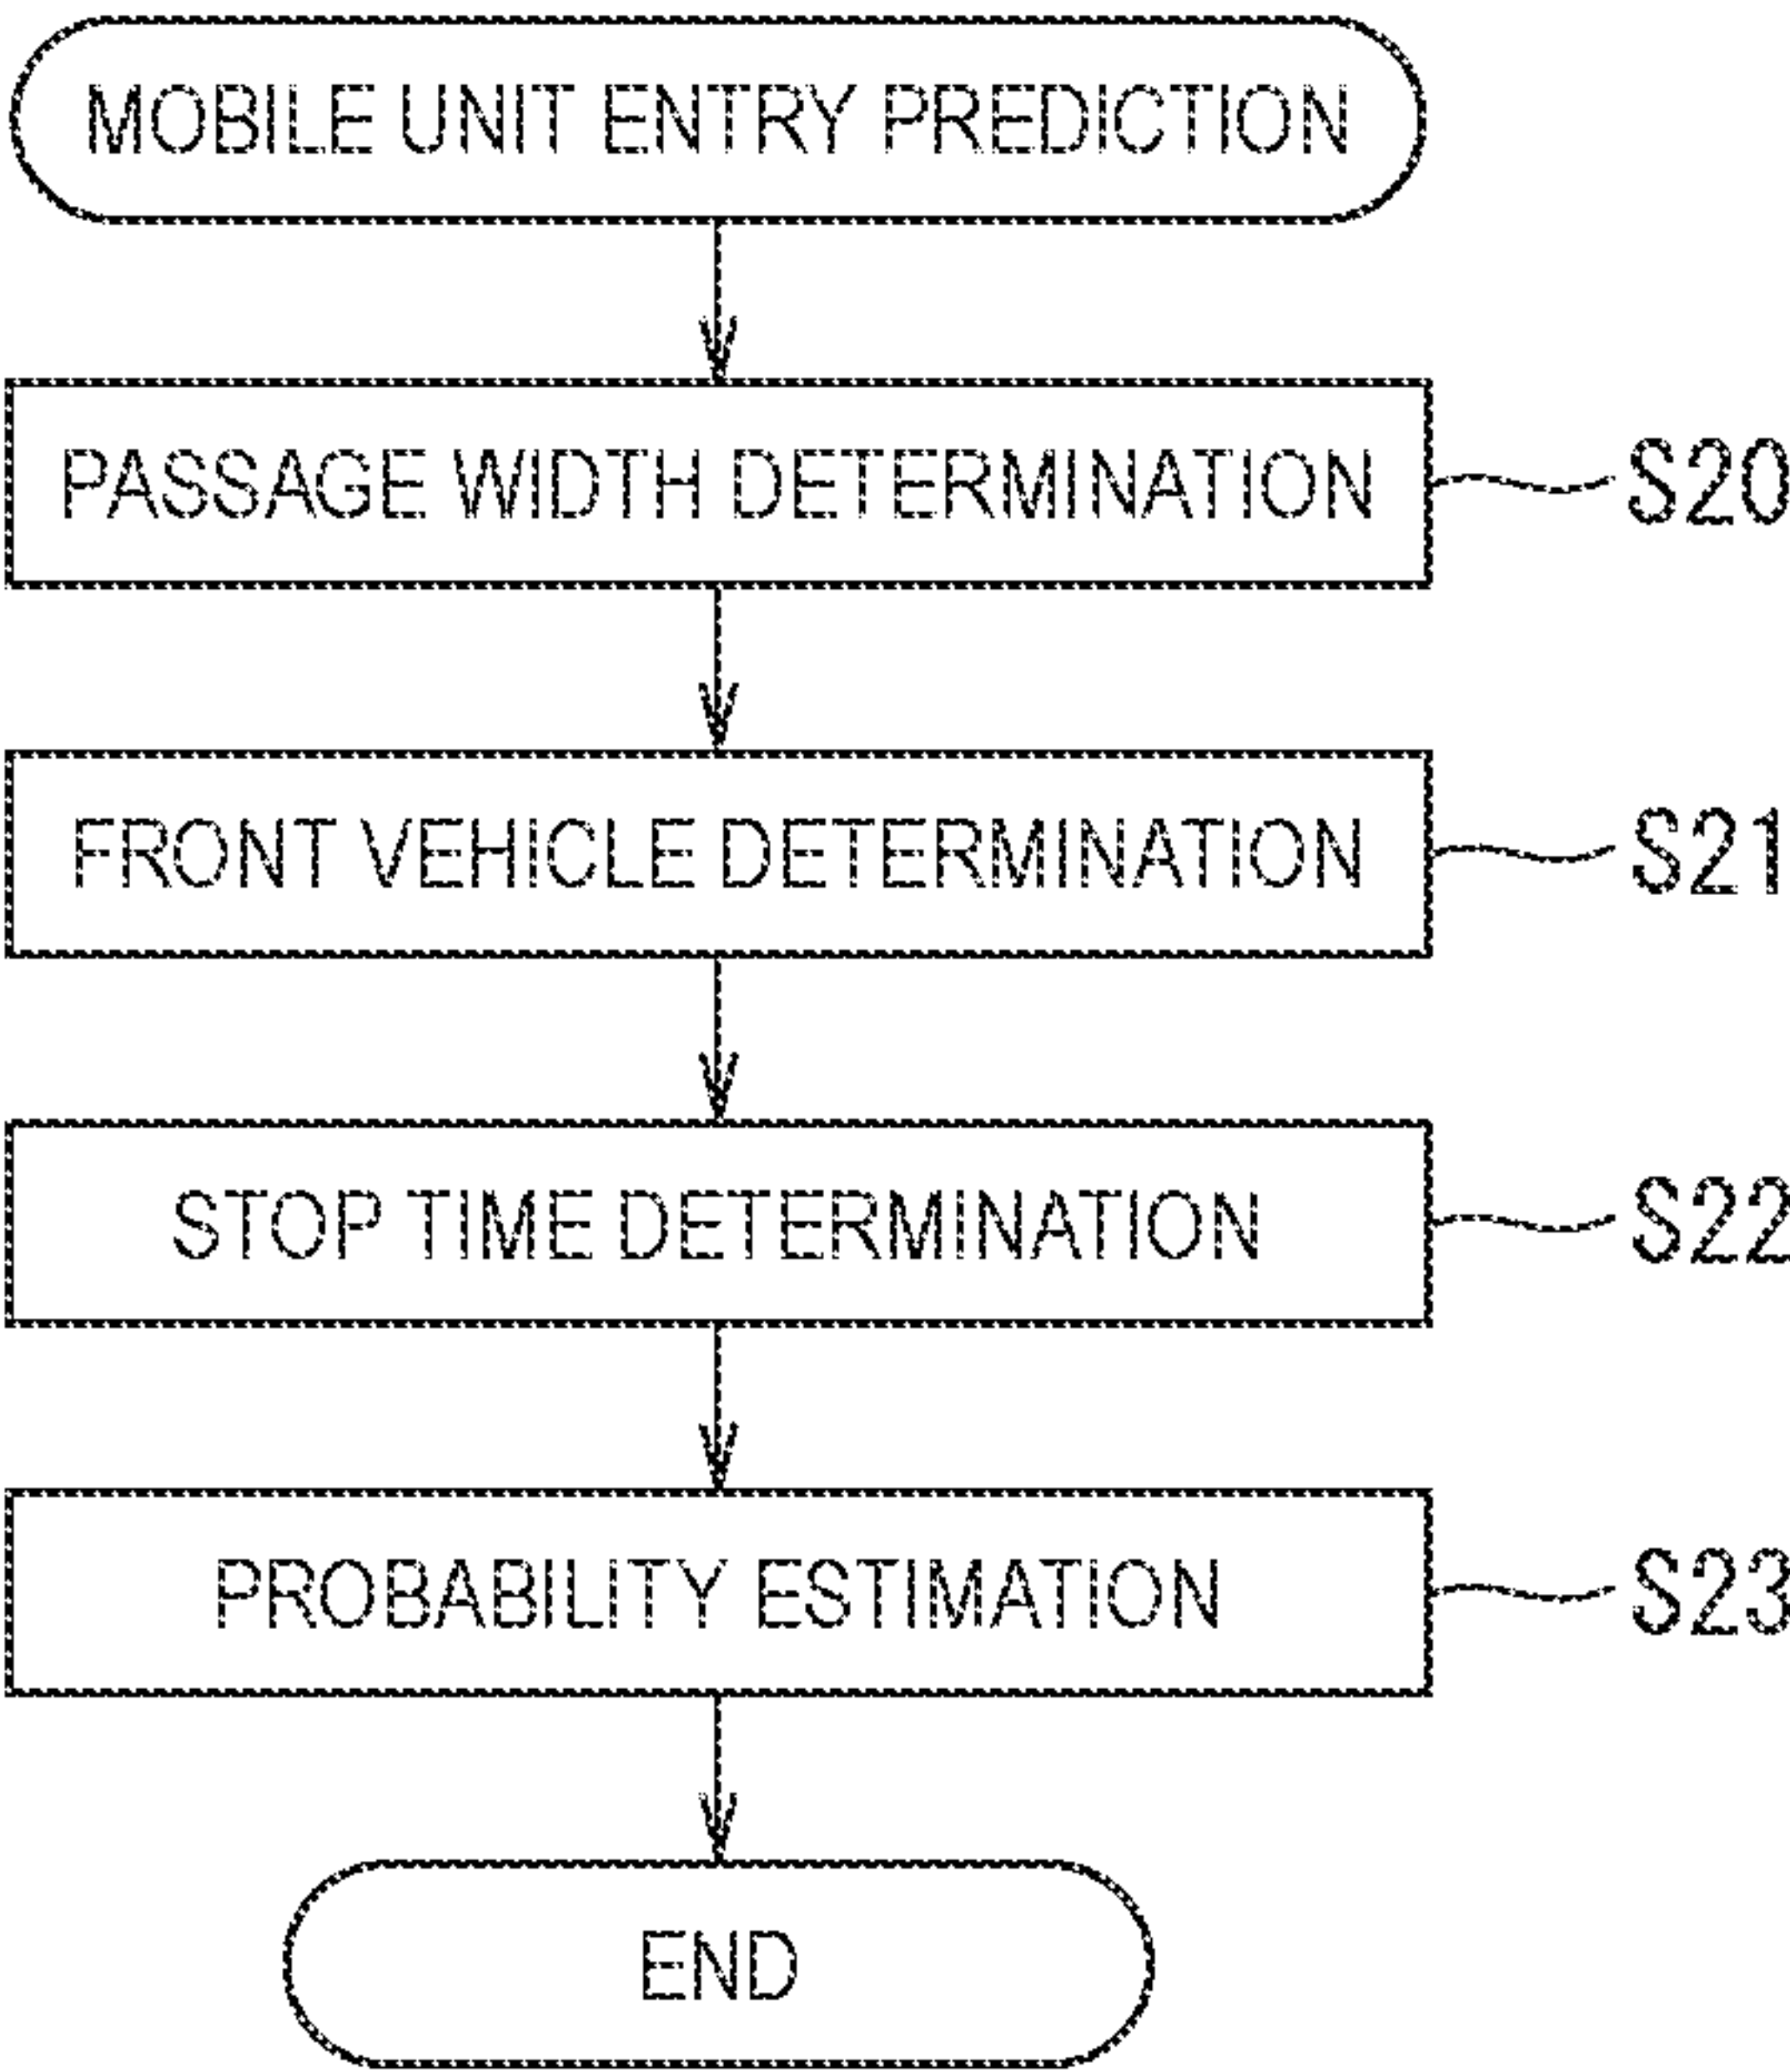 MOBILE UNIT ENTRY PREDICTION
PASSAGE WIDTH DETERMINATION S20
FRONT VEHICLE DETERMINATION S21
STOP TIME DETERMINATION S22
PROBABILITY ESTIMATION S23
END